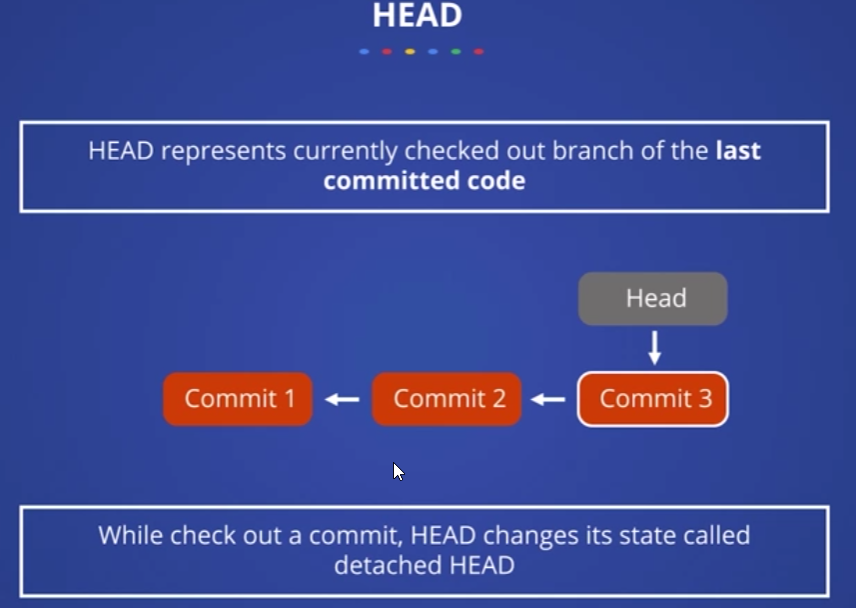 HEAD
HEAD represents currently checked out branch of the last
committed code
Head
Commit 1
Commit 2
Commit 3
While check out a commit, HEAD changes its state called
detached HEAD